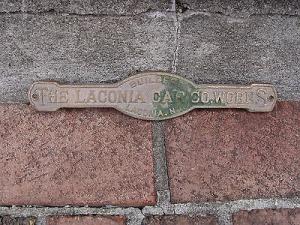 BUILT BY
THE LACONIA CAR CO. WORKS
LACONIA, N.H.